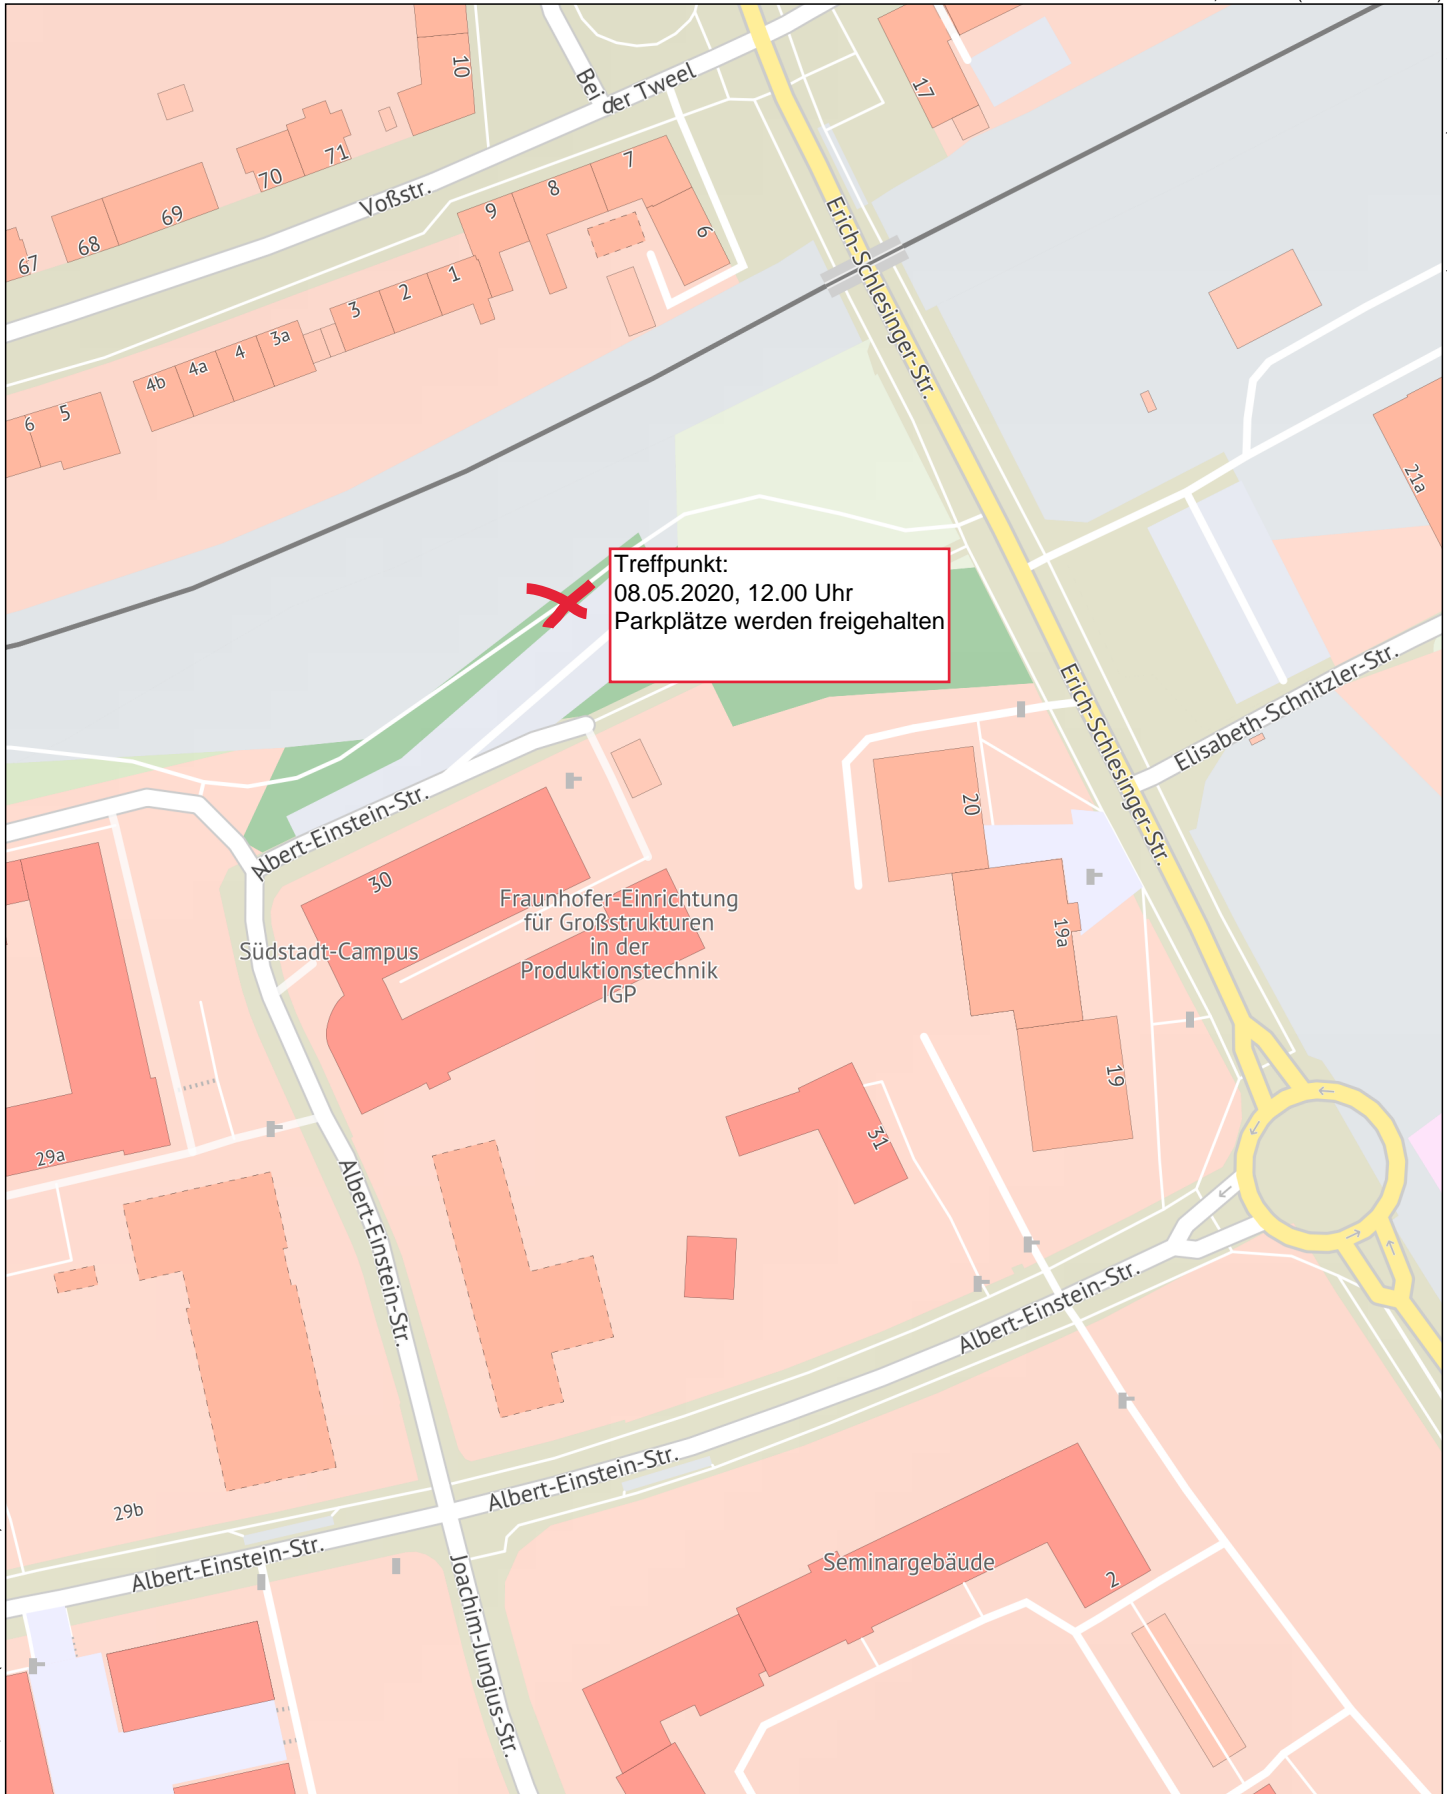 10
Bei
der Tweel
17
71
70
69
68
67
Voßstr.
7
8
9
6
1
2
3
3a
4
4a
4b
5
6
Erich-Schlesinger-Str.
21a
Treffpunkt:
08.05.2020, 12.00 Uhr
Parkplätze werden freigehalten
Erich-Schlesinger-Str.
Elisabeth-Schnitzler-Str.
Albert-Einstein-Str.
20
30
Fraunhofer-Einrichtung
für Großstrukturen
in der
Produktionstechnik
IGP
Südstadt-Campus
19a
19
31
29a
Albert-Einstein-Str.
Albert-Einstein-Str.
Albert-Einstein-Str.
29b
Albert-Einstein-Str.
Joachim-Jungius-Str.
Seminargebäude
2